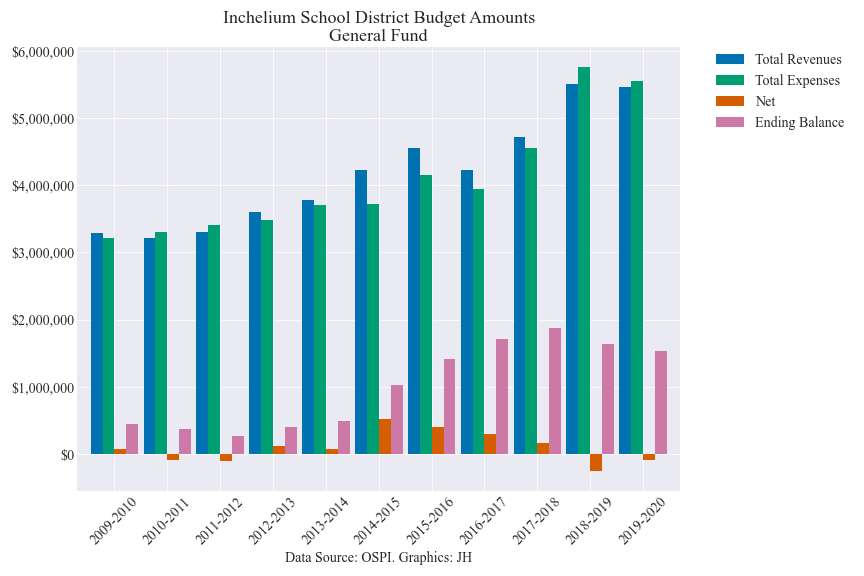 Inchelium School District Budget Amounts
General Fund
$6,000,000
$5,000,000
$4,000,000
$3,000,000
$2,000,000
$1,000,000
$0
2009-2010
2010-2011
2011-2012
2012-2013
2013-2014
2014-2015
2015-2016
2016-2017
2017-2018
2018-2019
2019-2020
Data Source: OSPI. Graphics: JH
Total Revenues
Total Expenses
Net
Ending Balance